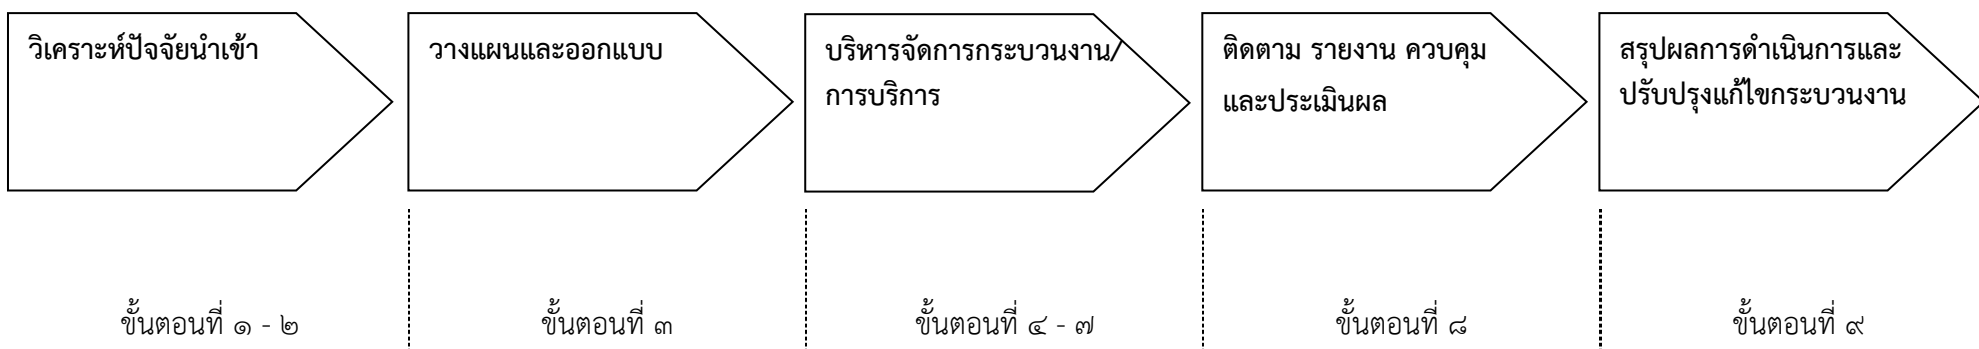 วิเคราะห์ปัจจัยนำเข้า
วางแผนและออกแบบ
บริหารจัดการกระบวนงาน/
การบริการ
ติดตาม รายงาน ควบคุม
และประเมินผล
สรุปผลการดำเนินการและ
ปรับปรุงแก้ไขกระบวนงาน
ขั้นตอนที่ ๑ - ๒
ขั้นตอนที่ ๓
ขั้นตอนที่ ๔ - ๗
ขั้นตอนที่ ๘
ขั้นตอนที่ ๙